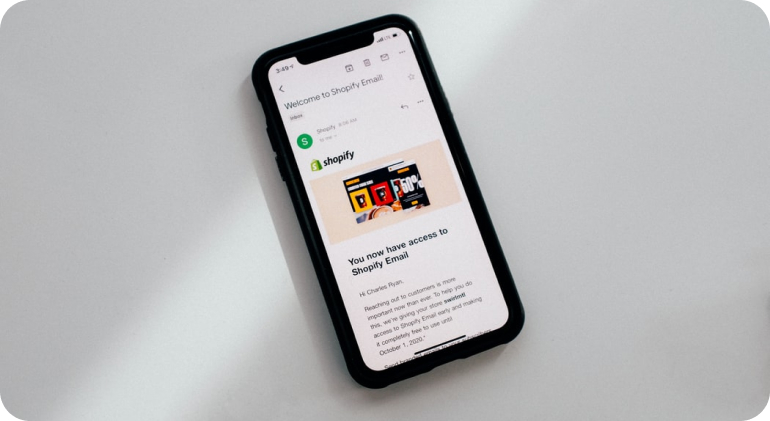 3:49
Welcome to Shopify Email!
Inbox
S
Shopify
to me
shopify
50%
You now have access to
Shopify Email
Hi Charles Ryan,
Reaching out to customers is more
important now than ever. To help you do
this, we're giving your store swotmti
access to Shopify Email early and making
it completely free to use until
October 1, 2020.*